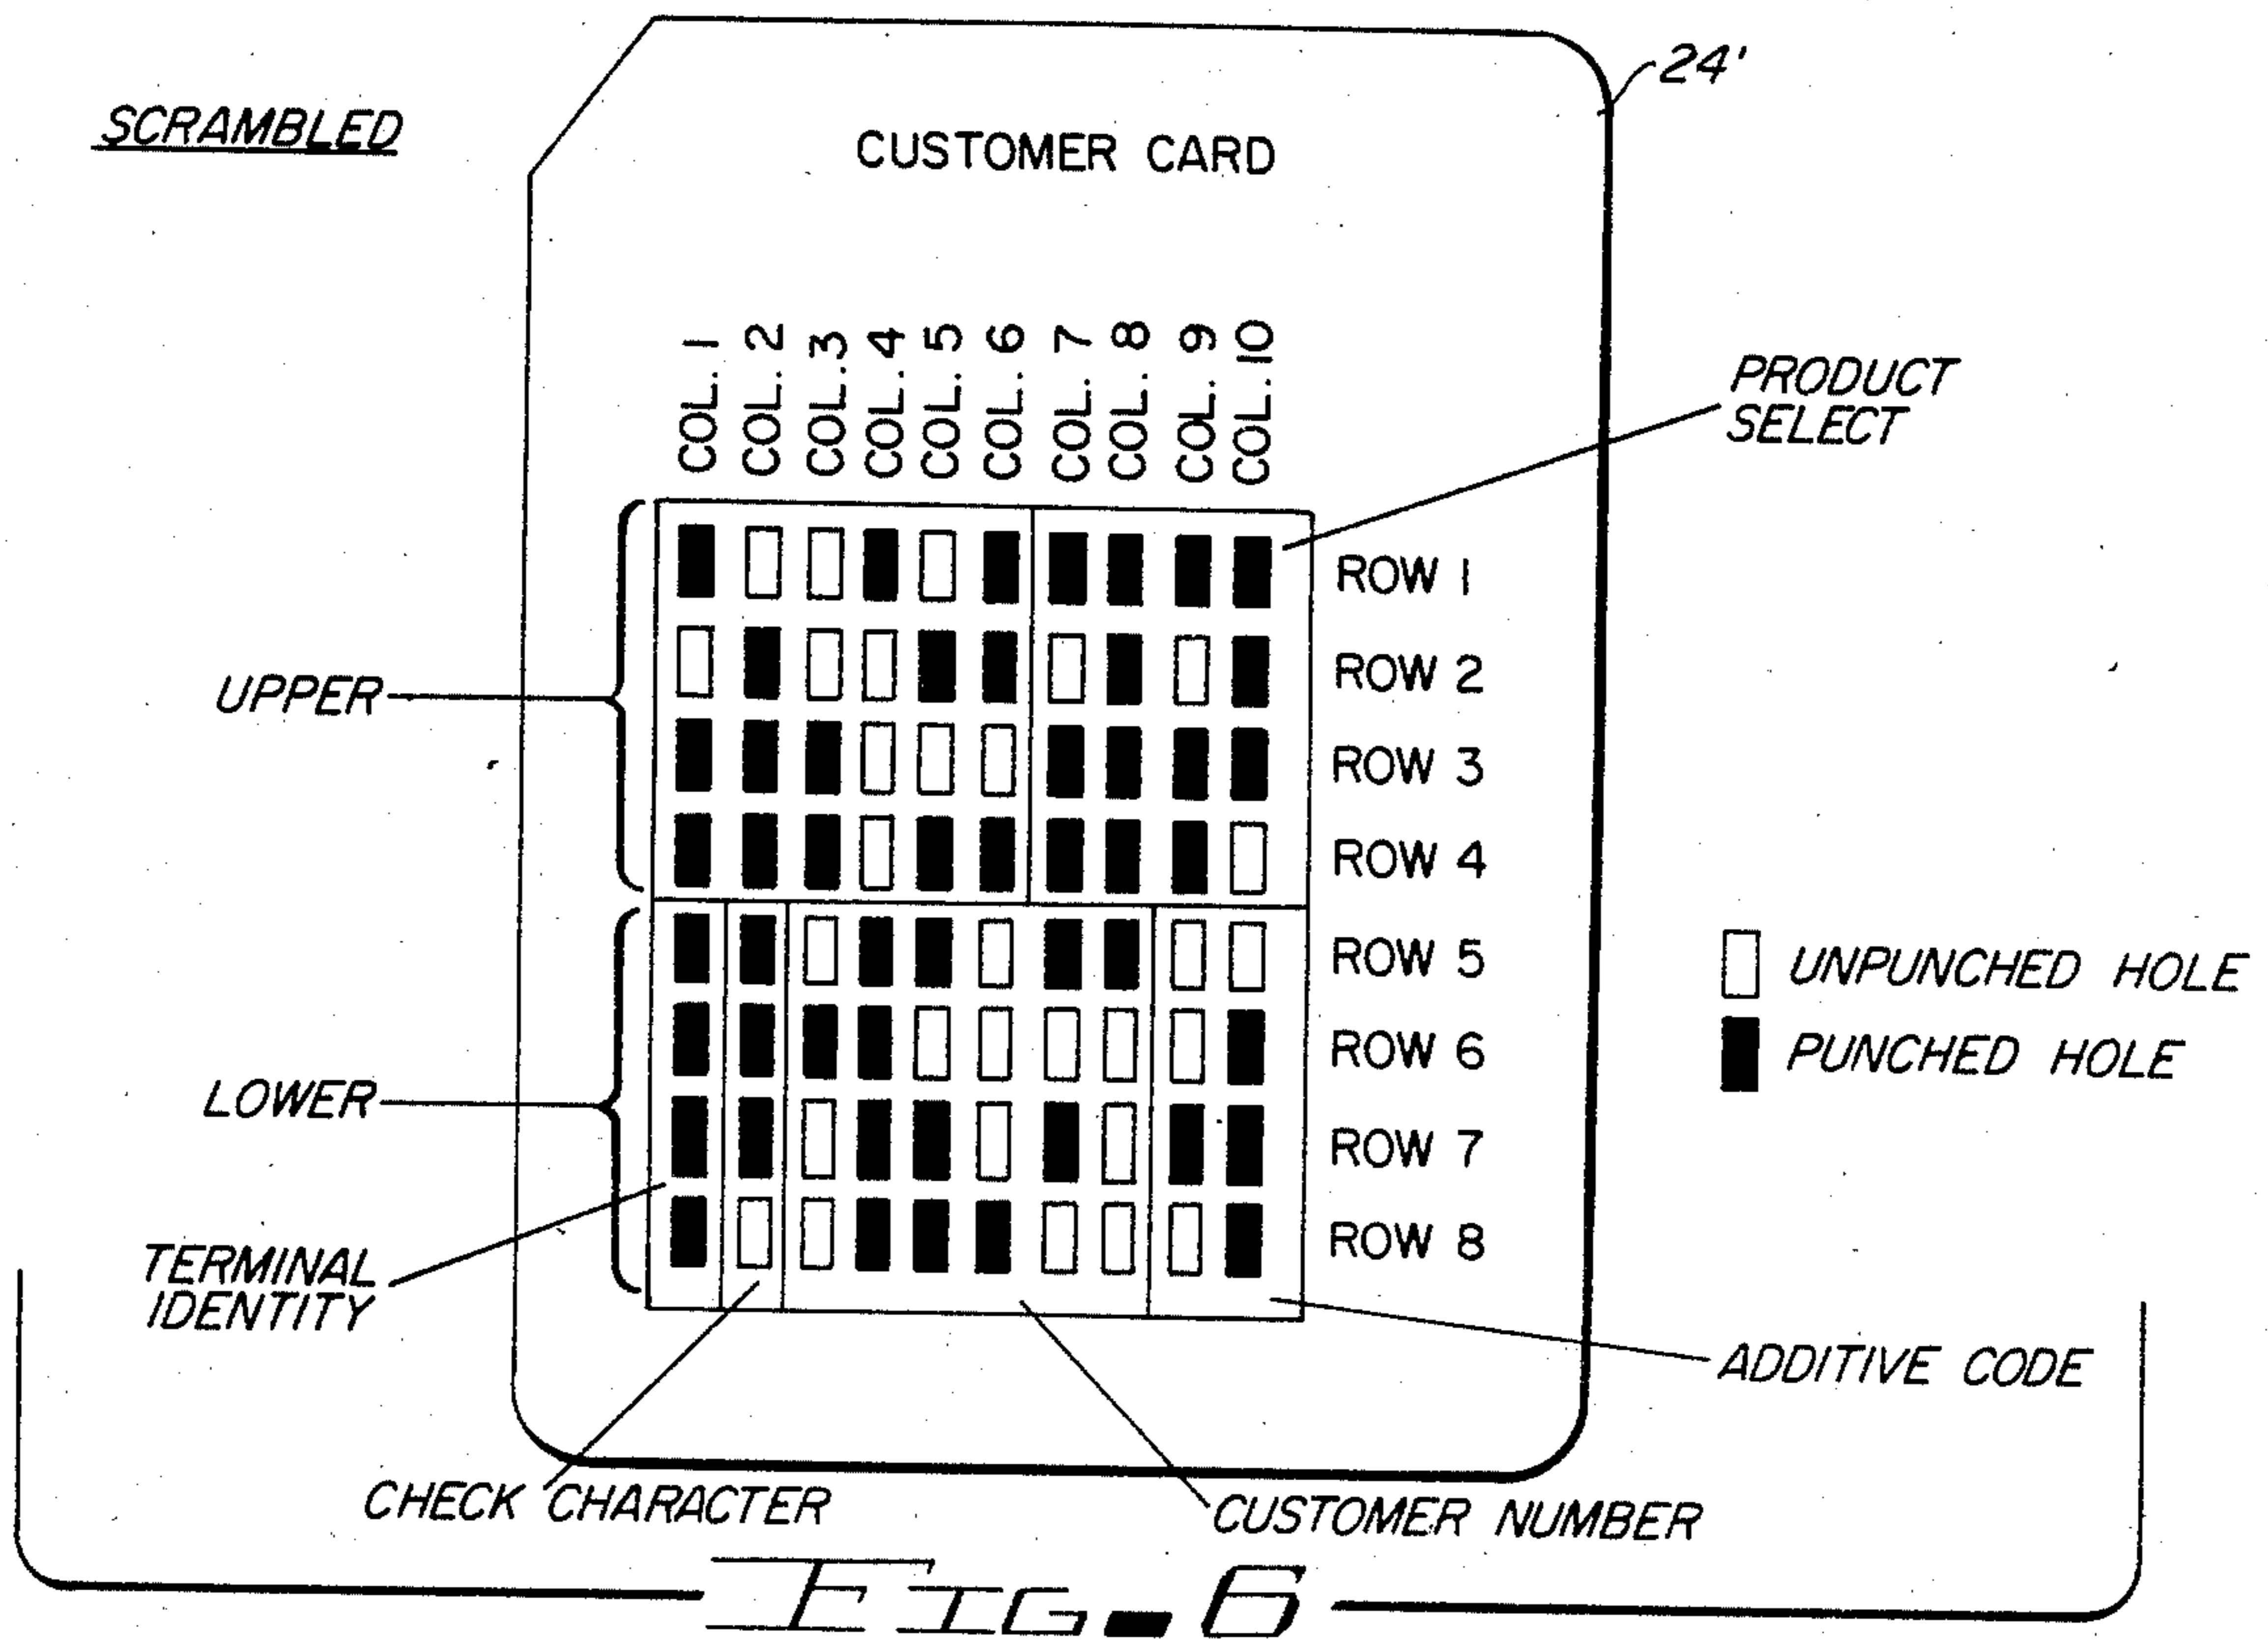 24'
SCRAMBLED
CUSTOMER CARD
COL. 1
COL. 2
COL. 3
COL. 4
COL. 5
COL. 6
COL. 7
COL. 8
COL. 9
COL. 10
PRODUCT
SELECT
ROW 1
ROW 2
ROW 3
ROW 4
UPPER
ROW 5
ROW 6
ROW 7
ROW 8
LOWER
UNPUNCHED HOLE
PUNCHED HOLE
TERMINAL
IDENTITY
ADDITIVE CODE
CHECK CHARACTER
CUSTOMER NUMBER
FIG. 6